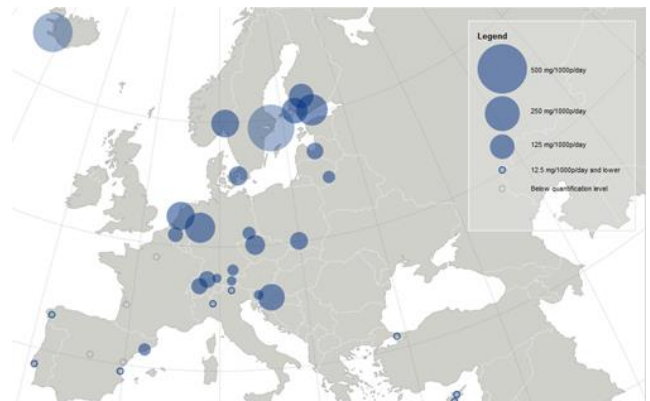 Legend
500 mg/1000p/day
250 mg/1000p/day
125 mg/1000p/day
12.5 mg/1000p/day and lower
Below quantification level